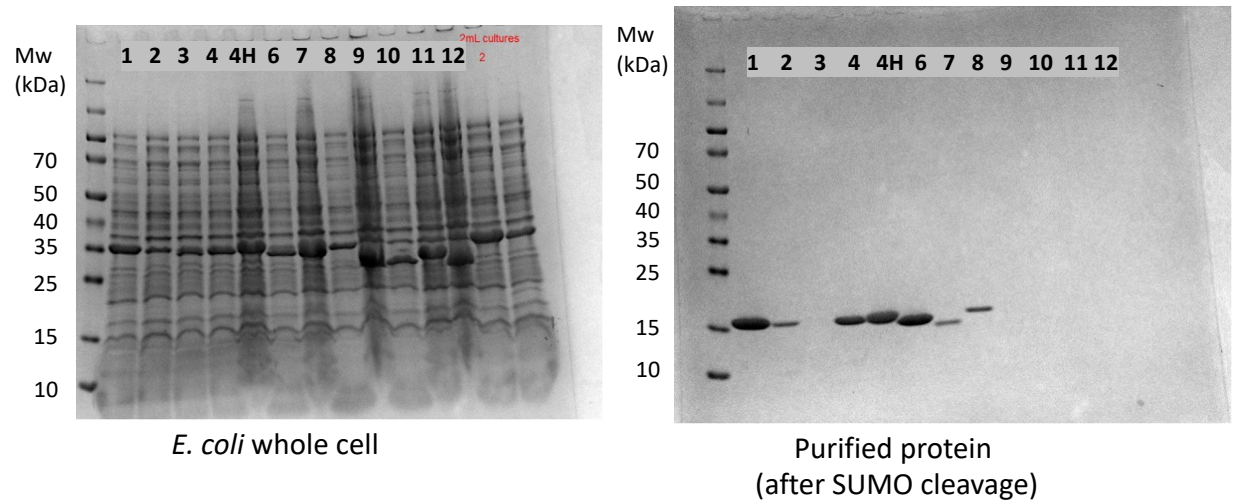 Mw
(kDa)
1 2 3 4 4H 6 7 8 9 10 11 12
2mL cultures
2
70
50
40
35
25
15
10
E. coli whole cell
Mw
(kDa)
1 2 3 4 4H 6 7 8 9 10 11 12
70
50
40
35
25
15
10
Purified protein
(after SUMO cleavage)